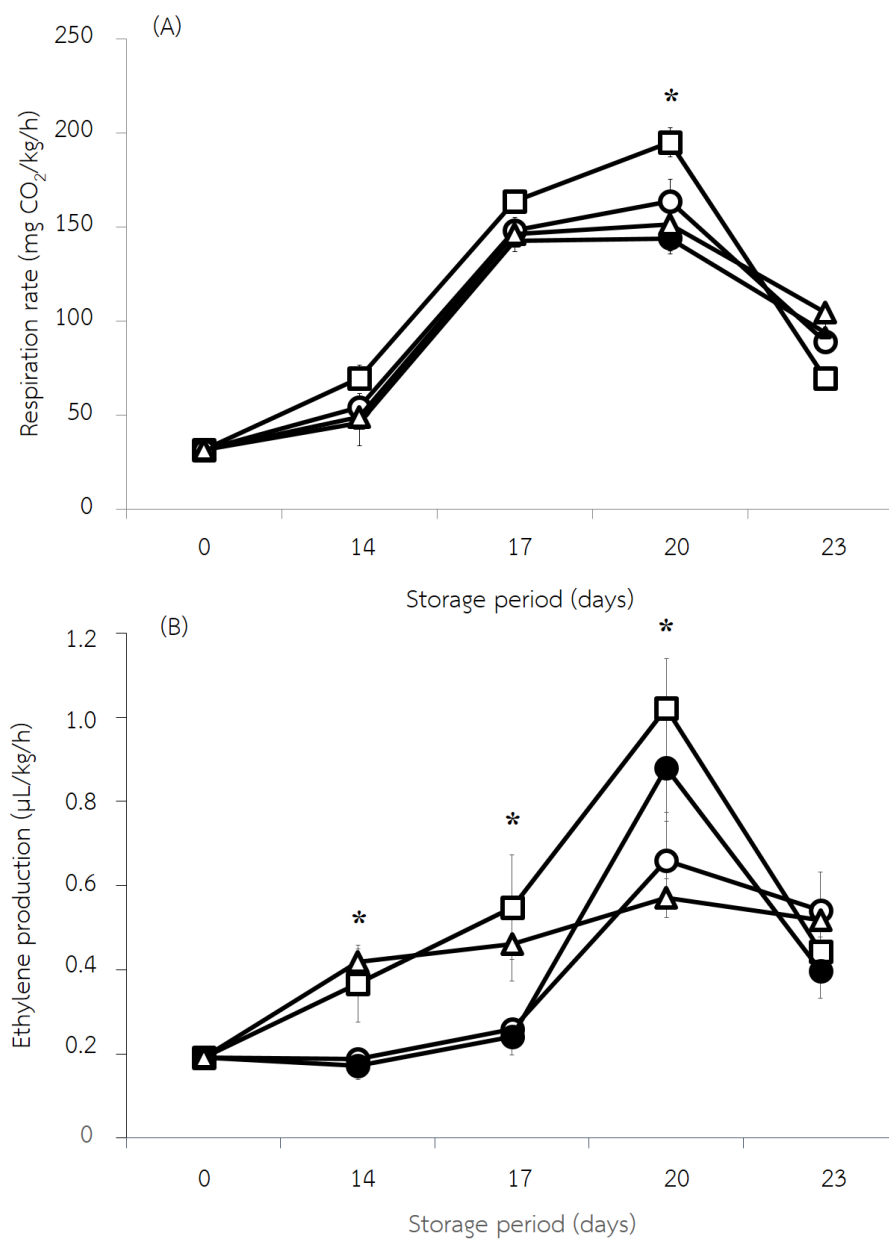 (A)
250
200
150
100
50
0
Respiration rate (mg CO₂/kg/h)
*
0 14 17 20 23
Storage period (days)
(B)
1.2
1.0
0.8
0.6
0.4
0.2
0
Ethylene production (µL/kg/h)
* * *
0 14 17 20 23
Storage period (days)